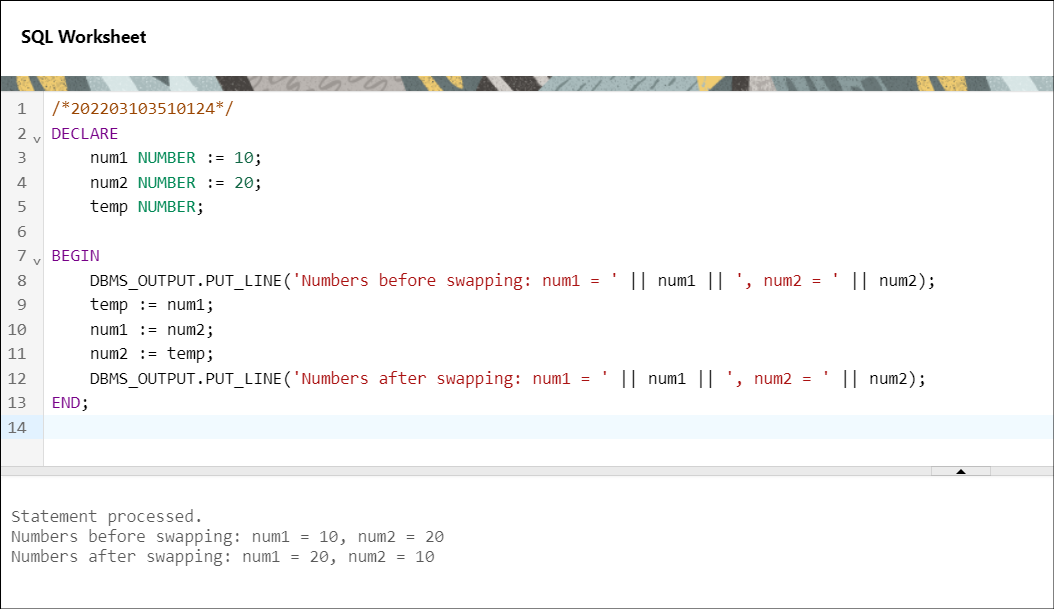 SQL Worksheet
1 /*202203103510124*/
2 DECLARE
3 num1 NUMBER := 10;
4 num2 NUMBER := 20;
5 temp NUMBER;
6
7 BEGIN
8 DBMS_OUTPUT.PUT_LINE('Numbers before swapping: num1 = ' || num1 || ', num2 = ' || num2);
9 temp := num1;
10 num1 := num2;
11 num2 := temp;
12 DBMS_OUTPUT.PUT_LINE('Numbers after swapping: num1 = ' || num1 || ', num2 = ' || num2);
13 END;
14
Statement processed.
Numbers before swapping: num1 = 10, num2 = 20
Numbers after swapping: num1 = 20, num2 = 10